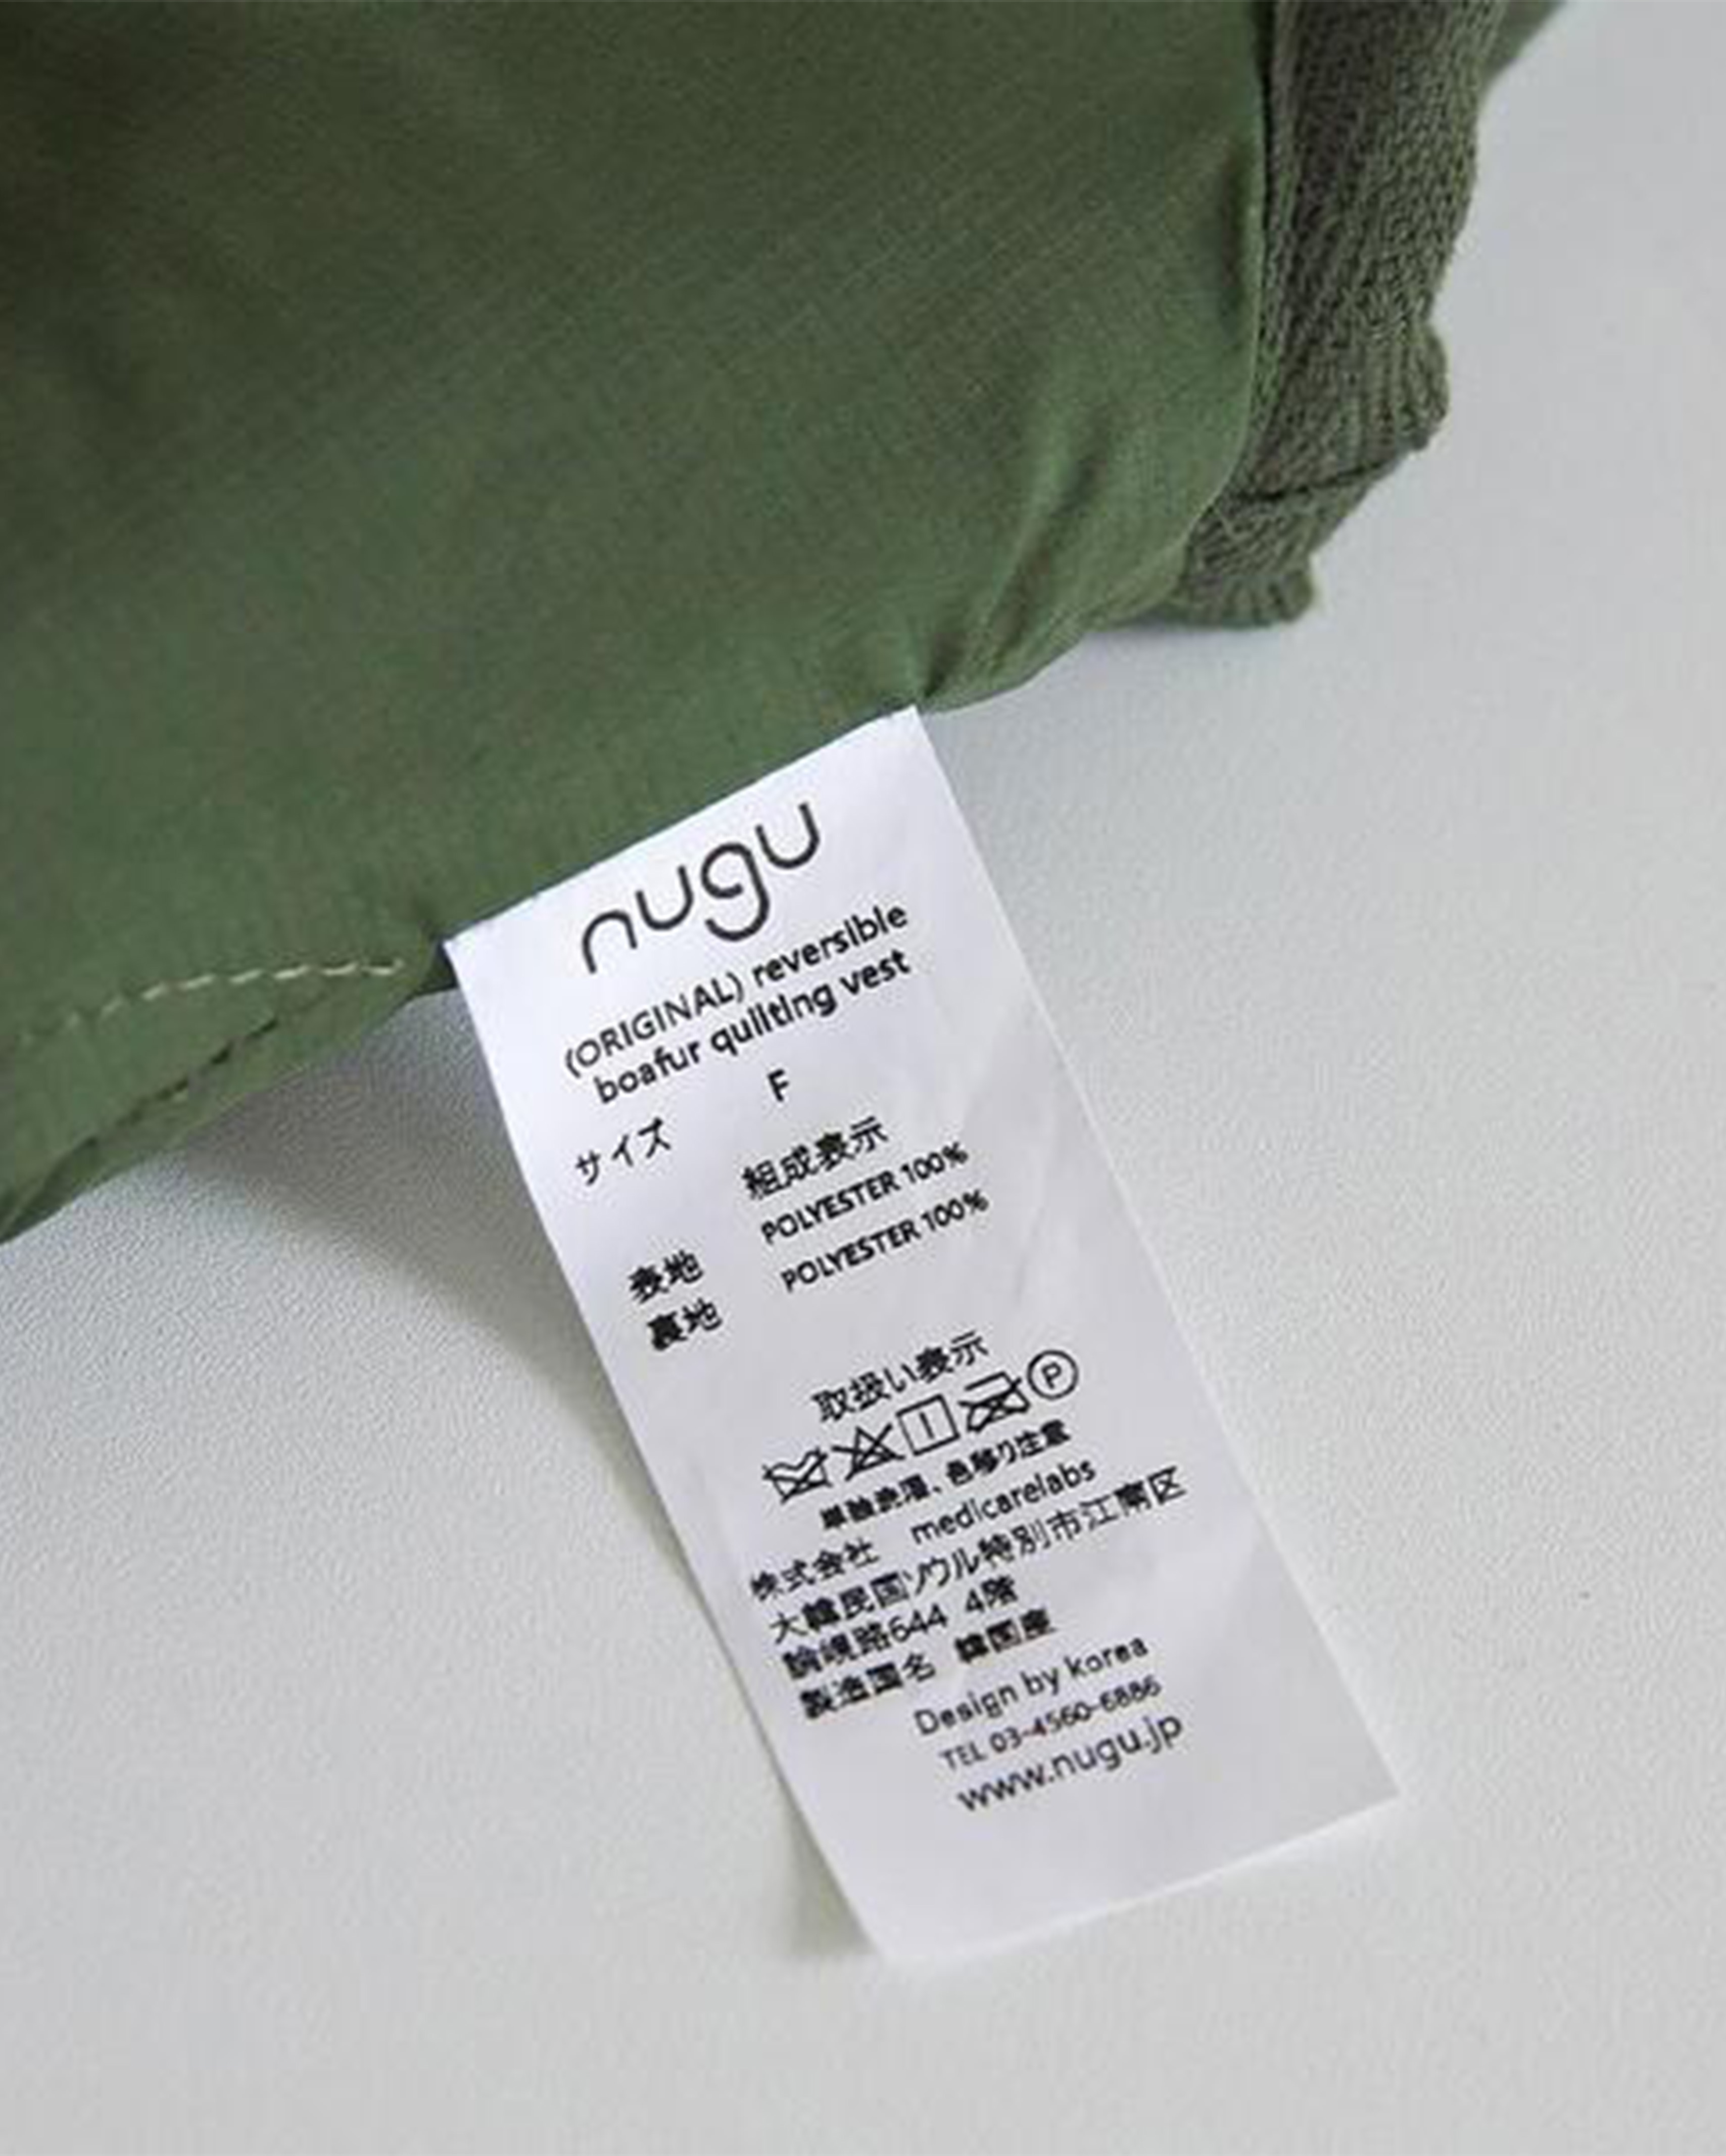 nugu
(ORIGINAL) reversible
boafur quilting vest
サイズ F
組成表示
表地 POLYESTER 100%
裏地 POLYESTER 100%
取扱い表示
P
単独洗濯、色移り注意
株式会社 medicarelabs
大韓民国ソウル特別市江南区
論峴路644 4階
製造国名 韓国産
Design by korea
TEL 03-4560-6886
www.nugu.jp